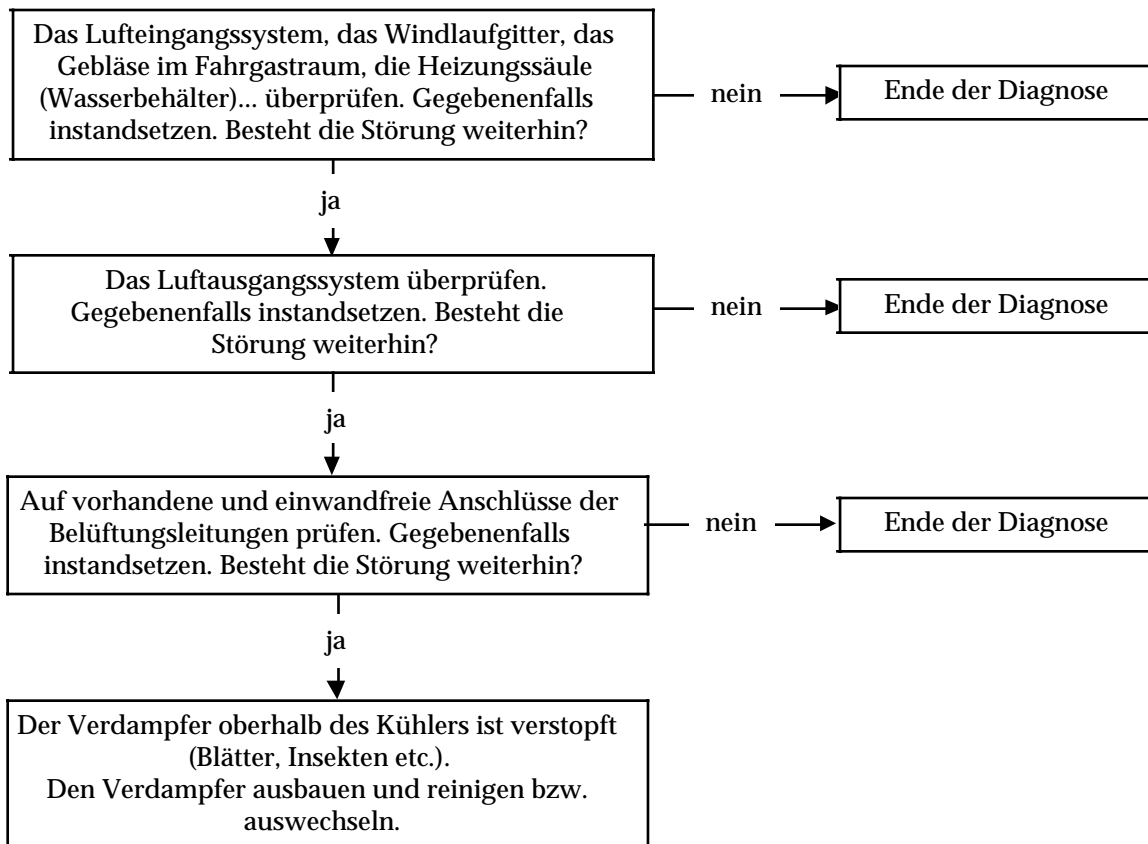 Das Lufteingangssystem, das Windlaufgitter, das
Gebläse im Fahrgastraum, die Heizungssäule
(Wasserbehälter)... überprüfen. Gegebenenfalls
instandsetzen. Besteht die Störung weiterhin?
nein
Ende der Diagnose
ja
Das Luftausgangssystem überprüfen.
Gegebenenfalls instandsetzen. Besteht die
Störung weiterhin?
nein
Ende der Diagnose
ja
Auf vorhandene und einwandfreie Anschlüsse der
Belüftungsleitungen prüfen. Gegebenenfalls
instandsetzen. Besteht die Störung weiterhin?
nein
Ende der Diagnose
ja
Der Verdampfer oberhalb des Kühlers ist verstopft
(Blätter, Insekten etc.).
Den Verdampfer ausbauen und reinigen bzw.
auswechseln.